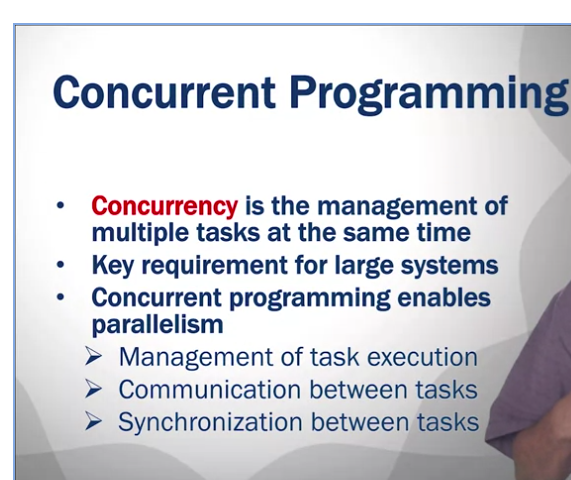 Concurrent Programming
• Concurrency is the management of
multiple tasks at the same time
• Key requirement for large systems
• Concurrent programming enables
parallelism
➢ Management of task execution
➢ Communication between tasks
➢ Synchronization between tasks